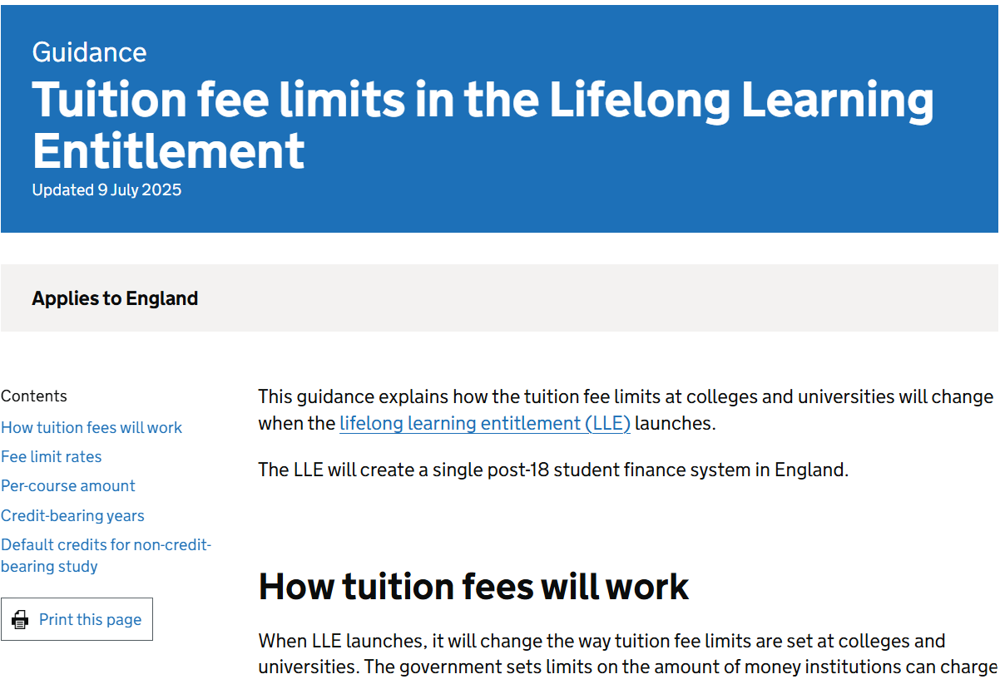 Guidance
Tuition fee limits in the Lifelong Learning
Entitlement
Updated 9 July 2025
Applies to England
Contents
How tuition fees will work
Fee limit rates
Per-course amount
Credit-bearing years
Default credits for non-credit-
bearing study
Print this page
This guidance explains how the tuition fee limits at colleges and universities will change
when the lifelong learning entitlement (LLE) launches.
The LLE will create a single post-18 student finance system in England.
How tuition fees will work
When LLE launches, it will change the way tuition fee limits are set at colleges and
universities. The government sets limits on the amount of money institutions can charge